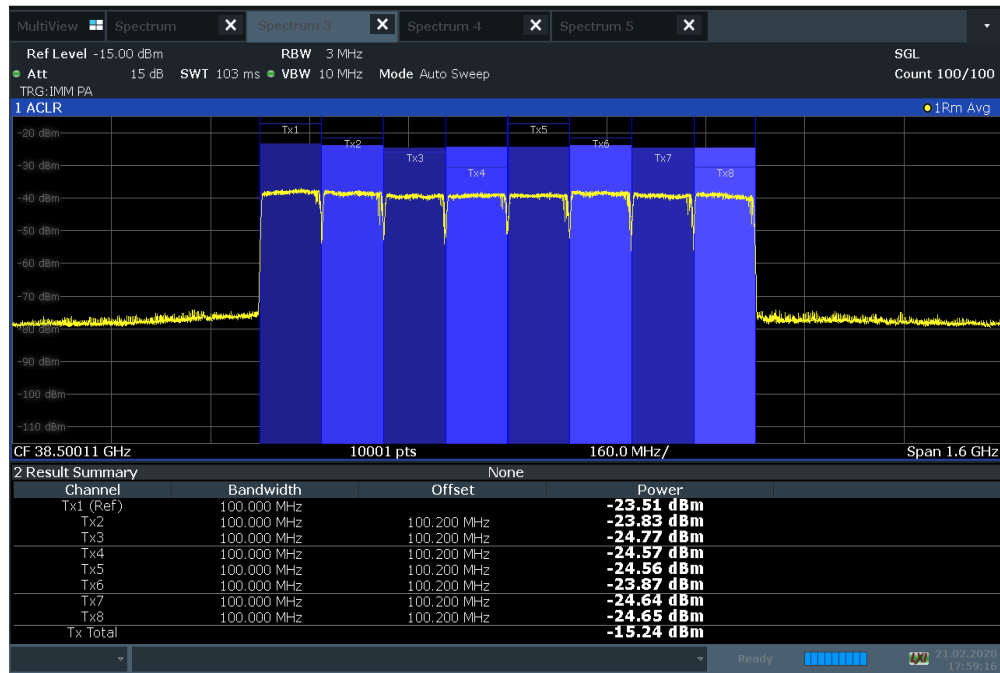 MultiView Spectrum X Spectrum 3 X Spectrum 4 X Spectrum 5 X
Ref Level -15.00 dBm RBW 3 MHz SGL
Att 15 dB SWT 103 ms VBW 10 MHz Mode Auto Sweep Count 100/100
TRG:IMM PA
1 ACLR 1Rm Avg
-20 dBm
Tx1 Tx5
Tx2 Tx6
Tx3 Tx7
-30 dBm
Tx4 Tx8
-40 dBm
-50 dBm
-60 dBm
-70 dBm
-80 dBm
-90 dBm
-100 dBm
-110 dBm
CF 38.50011 GHz 10001 pts 160.0 MHz/ Span 1.6 GHz
2 Result Summary None
Channel Bandwidth Offset Power
Tx1 (Ref) 100.000 MHz -23.51 dBm
Tx2 100.000 MHz 100.200 MHz -23.83 dBm
Tx3 100.000 MHz 100.200 MHz -24.77 dBm
Tx4 100.000 MHz 100.200 MHz -24.57 dBm
Tx5 100.000 MHz 100.200 MHz -24.56 dBm
Tx6 100.000 MHz 100.200 MHz -23.87 dBm
Tx7 100.000 MHz 100.200 MHz -24.64 dBm
Tx8 100.000 MHz 100.200 MHz -24.65 dBm
Tx Total -15.24 dBm
Ready LXI 21.02.2020
17:59:16